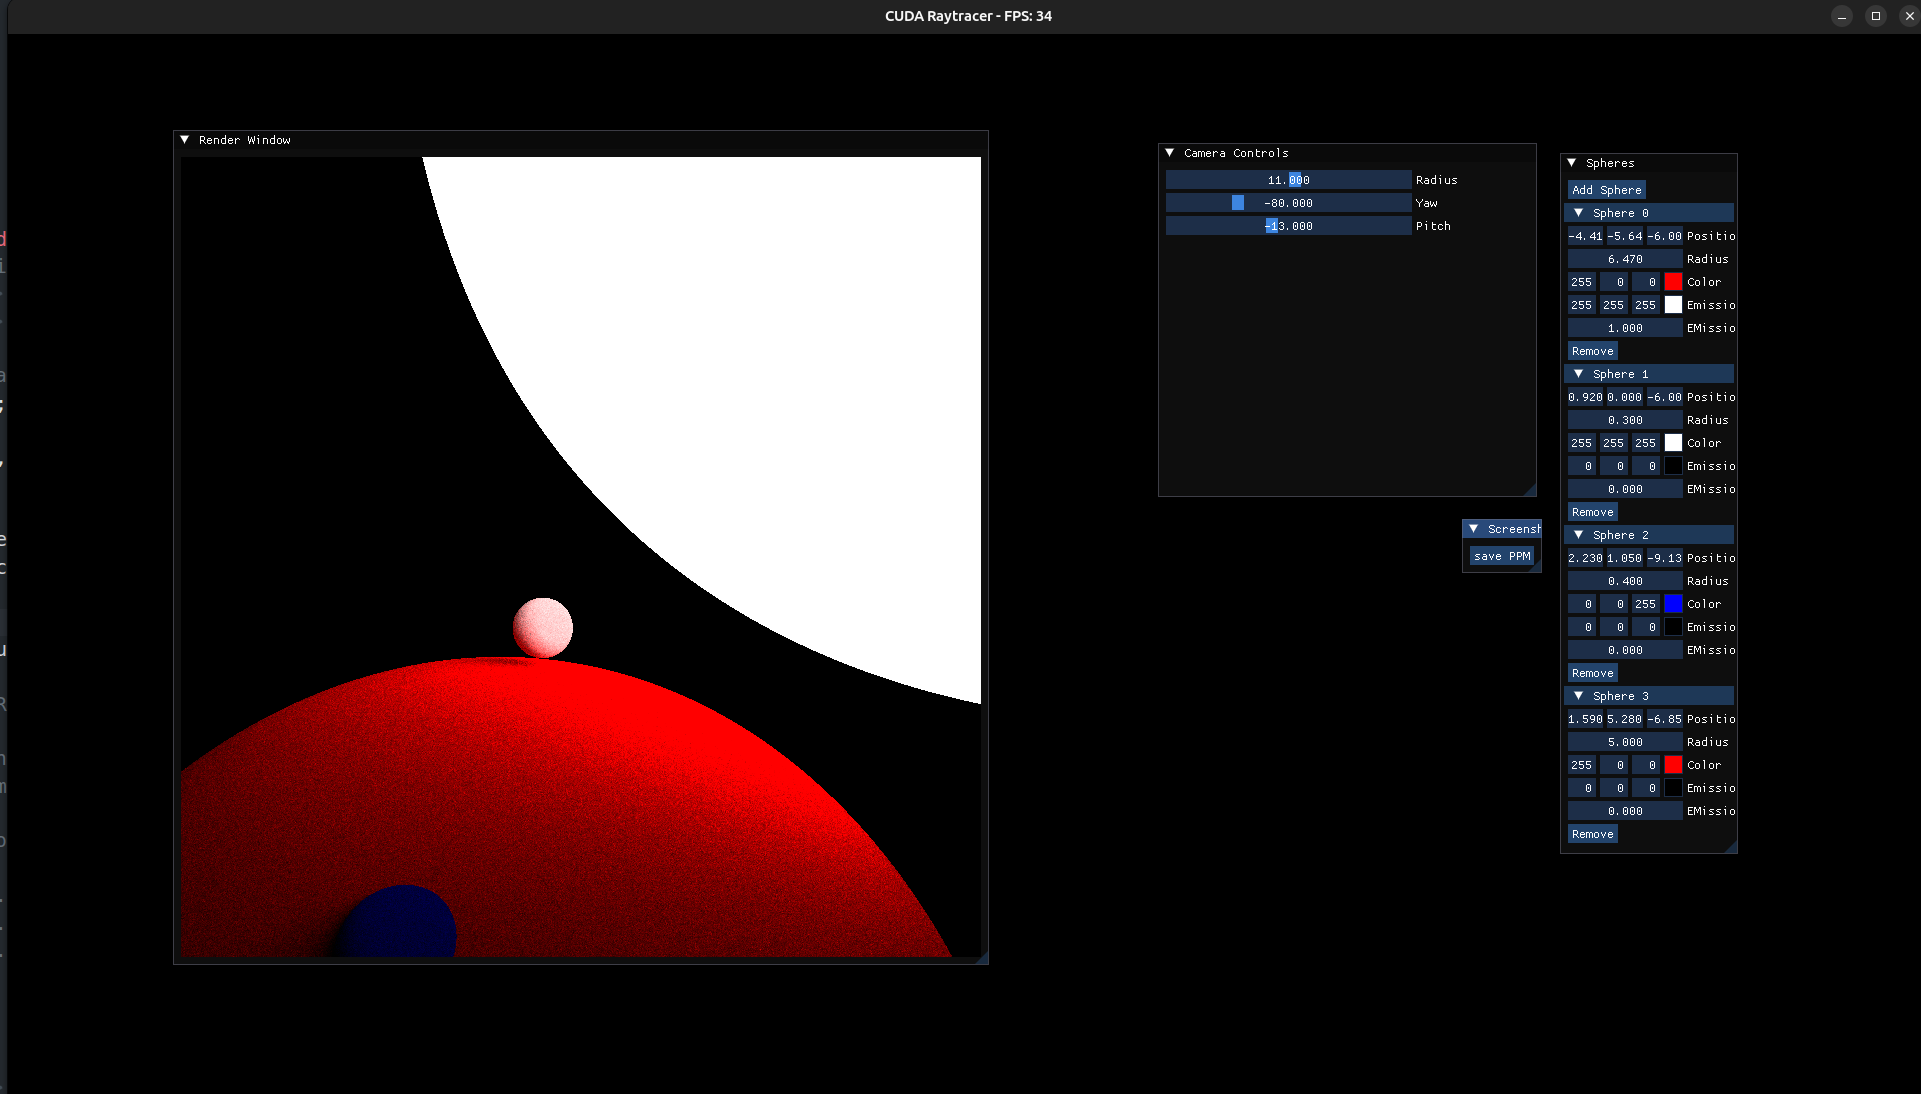 CUDA Raytracer - FPS: 34
Render Window
Camera Controls
11.000 Radius
-80.000 Yaw
-13.000 Pitch
Screensh
save PPM
Spheres
Add Sphere
Sphere 0
-4.41 -5.64 -6.00 Positio
6.470 Radius
255 0 0 Color
255 255 255 Emissio
1.000 EMissio
Remove
Sphere 1
0.920 0.000 -6.00 Positio
0.300 Radius
255 255 255 Color
0 0 0 Emissio
0.000 EMissio
Remove
Sphere 2
2.230 1.050 -9.13 Positio
0.400 Radius
0 0 255 Color
0 0 0 Emissio
0.000 EMissio
Remove
Sphere 3
1.590 5.280 -6.85 Positio
5.000 Radius
255 0 0 Color
0 0 0 Emissio
0.000 EMissio
Remove